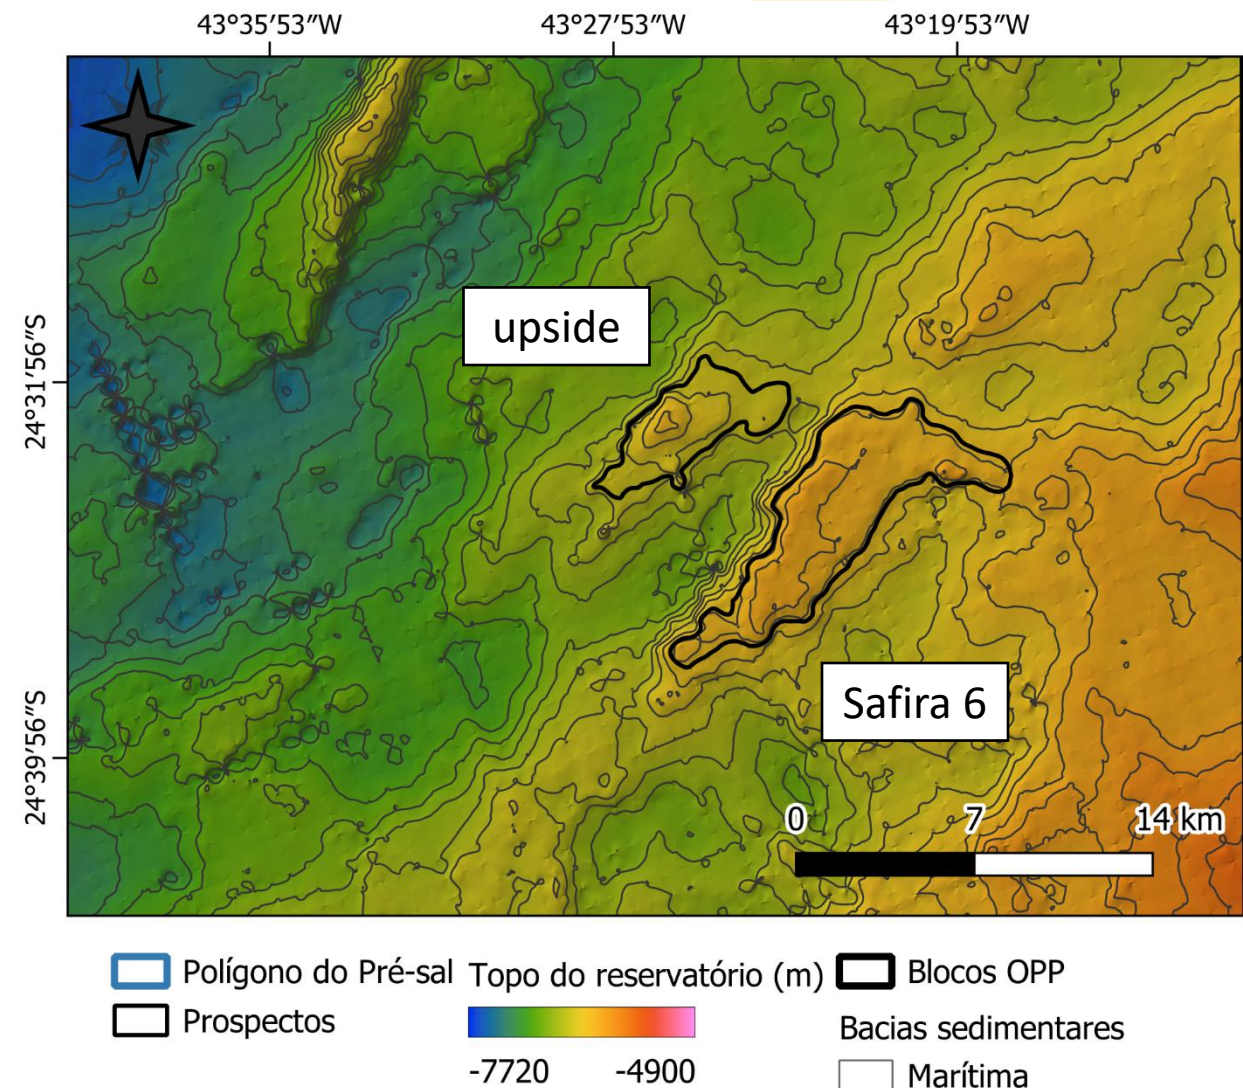 43°35′53″W 43°27′53″W 43°19′53″W
24°31′56″S
upside
Safira 6
24°39′56″S
0 7 14 km
Polígono do Pré-sal
Prospectos
Topo do reservatório (m)
-7720 -4900
Blocos OPP
Bacias sedimentares
Marítima